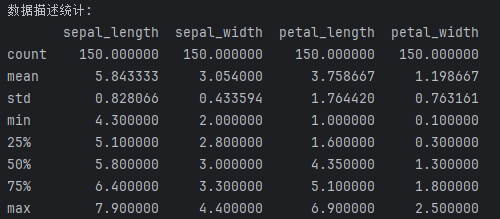 数据描述统计:
sepal_length sepal_width petal_length petal_width
count 150.000000 150.000000 150.000000 150.000000
mean 5.843333 3.054000 3.758667 1.198667
std 0.828066 0.433594 1.764420 0.763161
min 4.300000 2.000000 1.000000 0.100000
25% 5.100000 2.800000 1.600000 0.300000
50% 5.800000 3.000000 4.350000 1.300000
75% 6.400000 3.300000 5.100000 1.800000
max 7.900000 4.400000 6.900000 2.500000